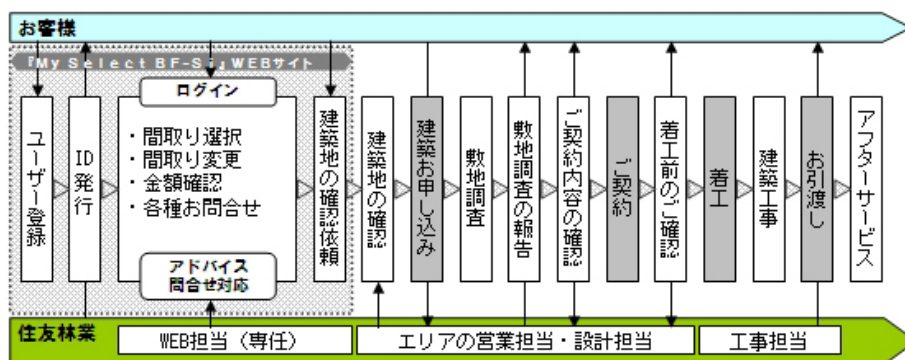 お客様
『My Select BF-Si』WEBサイト
ユーザー登録
ID発行
ログイン
・間取り選択
・間取り変更
・金額確認
・各種お問合せ
アドバイス
問合せ対応
建築地の確認依頼
建築地の確認
建築お申し込み
敷地調査
敷地調査の報告
ご契約内容の確認
ご契約
着工前のご確認
着工
建築工事
お引渡し
アフターサービス
住友林業
WEB担当（専任）
エリアの営業担当・設計担当
工事担当